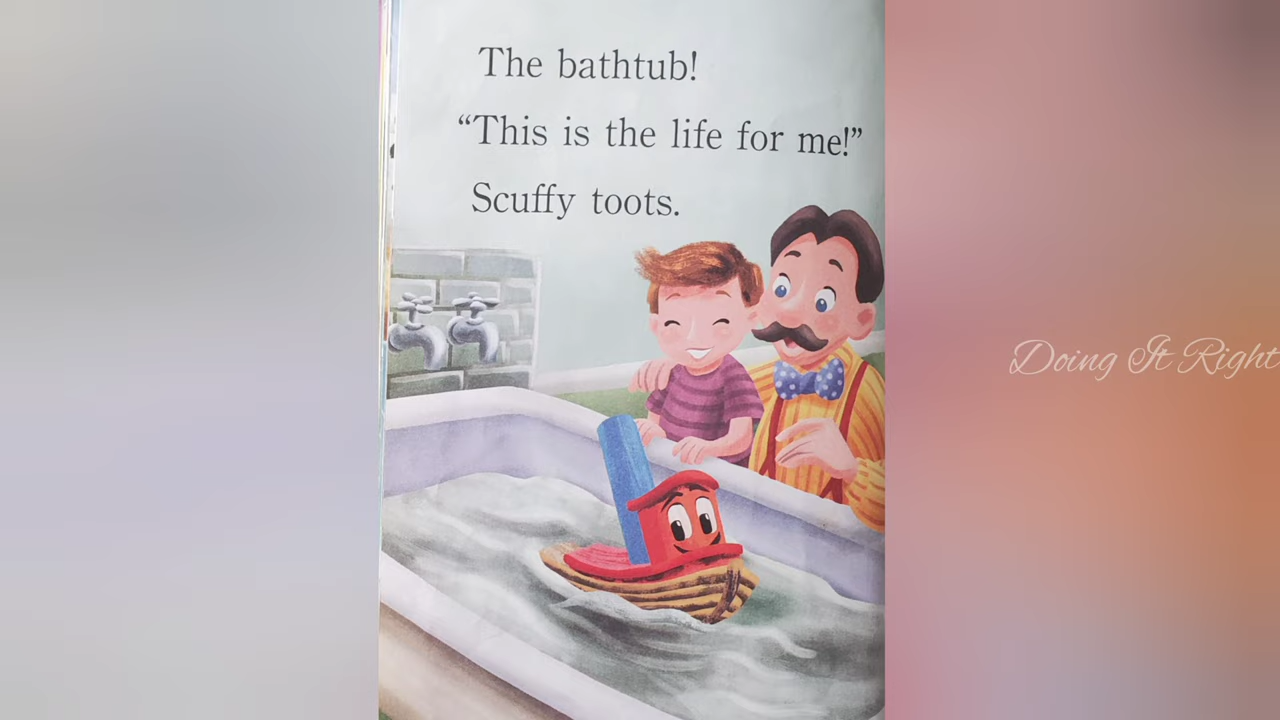 The bathtub!
“This is the life for me!”
Scuffy toots.
Doing It Right